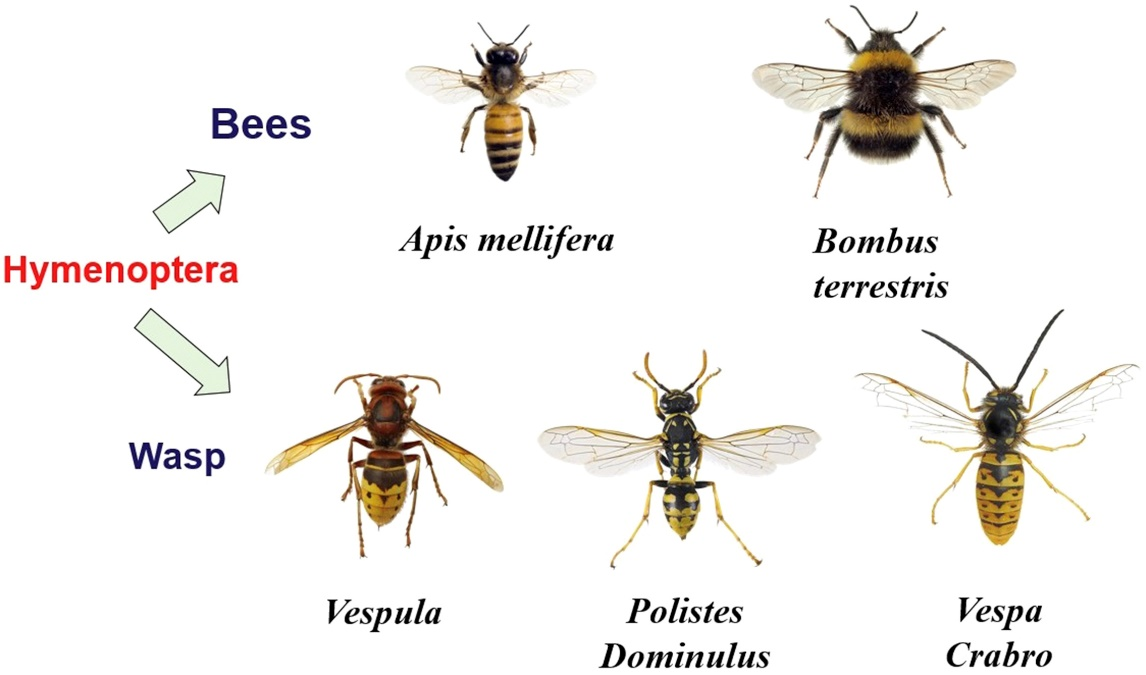 Bees
Apis mellifera
Bombus
terrestris
Hymenoptera
Wasp
Vespula
Polistes
Dominulus
Vespa
Crabro